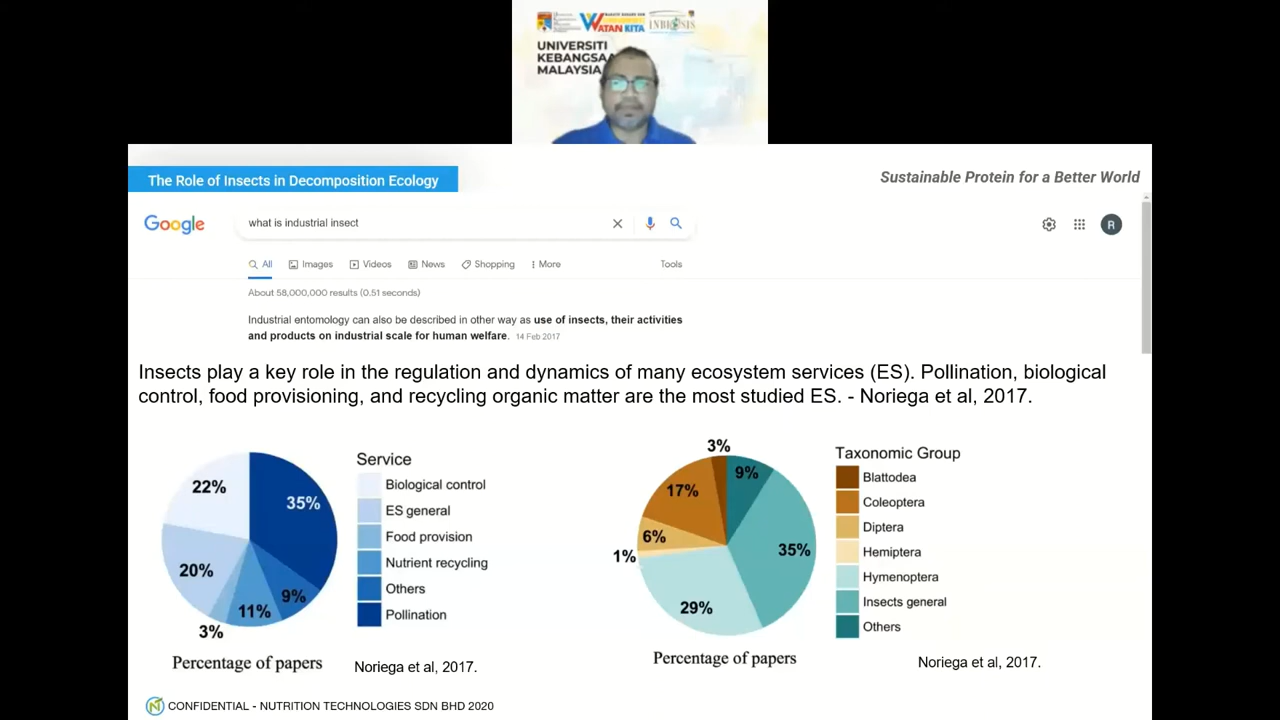 WATAN KITA
INBIOSIS
UNIVERSITI
KEBANGSAA
MALAYSIA
The Role of Insects in Decomposition Ecology
Sustainable Protein for a Better World
Google
what is industrial insect
R
All
Images
Videos
News
Shopping
More
Tools
About 58,000,000 results (0.51 seconds)
Industrial entomology can also be described in other way as use of insects, their activities
and products on industrial scale for human welfare. 14 Feb 2017
Insects play a key role in the regulation and dynamics of many ecosystem services (ES). Pollination, biological
control, food provisioning, and recycling organic matter are the most studied ES. - Noriega et al, 2017.
22%
35%
20%
9%
11%
3%
Service
Biological control
ES general
Food provision
Nutrient recycling
Others
Pollination
Percentage of papers
Noriega et al, 2017.
3%
9%
17%
6%
1%
35%
29%
Taxonomic Group
Blattodea
Coleoptera
Diptera
Hemiptera
Hymenoptera
Insects general
Others
Percentage of papers
Noriega et al, 2017.
CONFIDENTIAL - NUTRITION TECHNOLOGIES SDN BHD 2020